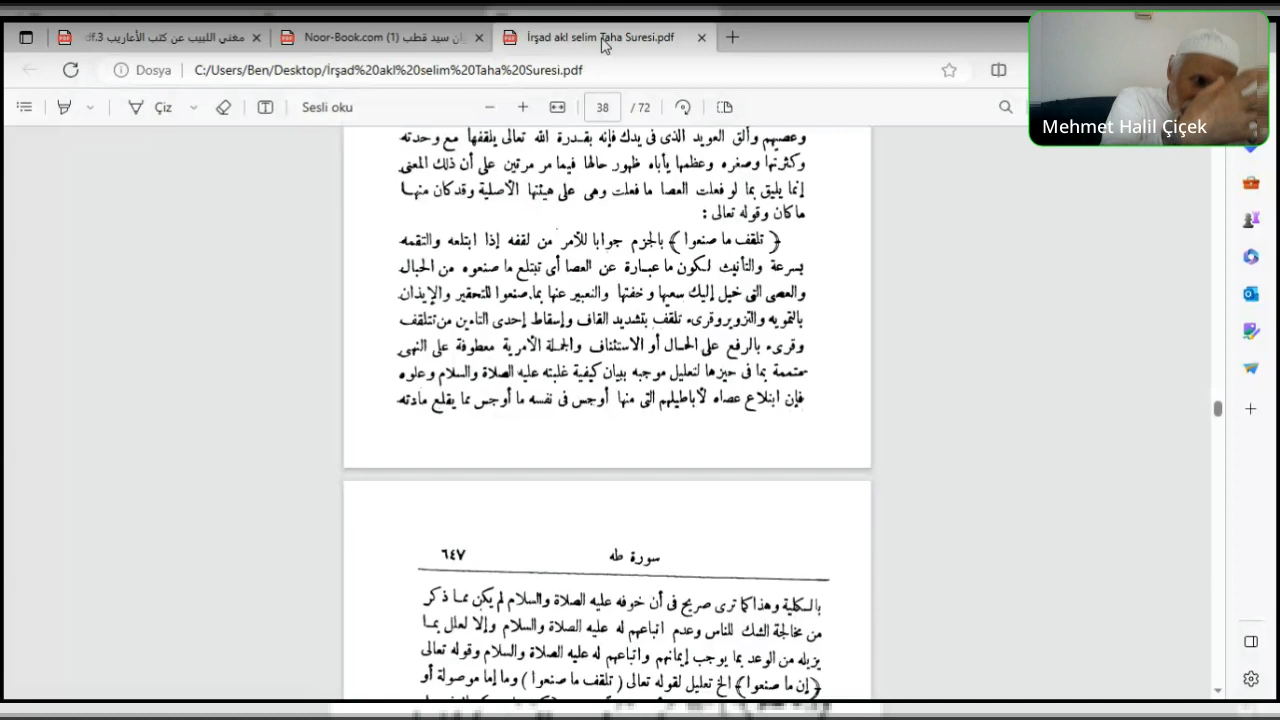 مغني اللبيب عن كتب الأعاريب 3.df
ان سيد قطب (1) Noor-Book.com
İrşad akl selim Taha Suresi.pdf
Dosya
C:/Users/Ben/Desktop/İrşad%20akl%20selim%20Taha%20Suresi.pdf
Çiz
Sesli oku
38 / 72
Mehmet Halil Çiçek
وعصيهم وألق العويد الذى فى يدك فإنه بقدرة الله تعالى يلقفها مع وحدته
وكثرتها وصغره وعظمها يأباه ظهور حالها فيما مر مرتين على أن ذلك المعنى
إنما يليق بما لو فعلت العصا ما فعلت وهى على هيئتها الأصلية وقد كان منها
ما كان وقوله تعالى :
﴿ تلقف ما صنعوا ﴾ بالجزم جوابا للأمر من لقفه إذا ابتلعه والتقمه
بسرعة والتأنيث لكون ما عبارة عن العصا أى تبتلع ما صنعوه من الحبال
والعصى التى خيل إليك سعيها وخفتها والتعبير عنها بما صنعوا للتحقير والإيذان
بالتمويه والتزوير وقرىء تلقف بتشديد القاف وإسقاط إحدى التاءين من تتلقف
وقرىء بالرفع على الحال أو الاستئناف والجملة الأمرية معطوفة على النهى
متممة بما فى حيزها لتعليل موجبه ببيان كيفية غلبته عليه الصلاة والسلام وعلوه
فإن ابتلاع عصاه لأباطيلهم التى منها أوجس فى نفسه ما أوجس مما يقلع مادته
سورة طه
٦٤٧
بالكلية وهذا كما ترى صريح فى أن خوفه عليه الصلاة والسلام لم يكن مما ذكر
من مخالجة الشك للناس وعدم اتباعهم له عليه الصلاة والسلام وإلا لعلل بما
يزيله من الوعد بما يوجب إيمانهم واتباعهم له عليه الصلاة والسلام وقوله تعالى
﴿ إن ما صنعوا ﴾ الخ تعليل لقوله تعالى ( تلقف ما صنعوا ) وما إما موصولة أو